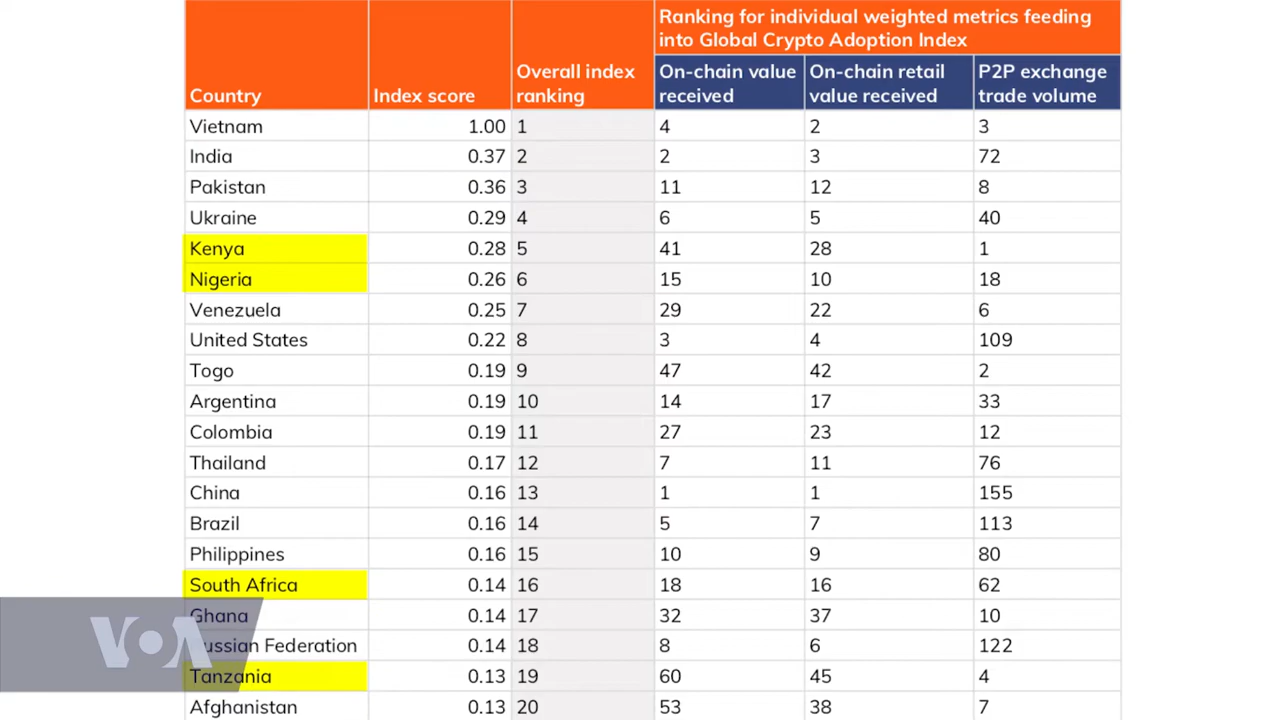 Ranking for individual weighted metrics feeding
into Global Crypto Adoption Index
Country Index score Overall index ranking On-chain value received On-chain retail value received P2P exchange trade volume
Vietnam 1.00 1 4 2 3
India 0.37 2 2 3 72
Pakistan 0.36 3 11 12 8
Ukraine 0.29 4 6 5 40
Kenya 0.28 5 41 28 1
Nigeria 0.26 6 15 10 18
Venezuela 0.25 7 29 22 6
United States 0.22 8 3 4 109
Togo 0.19 9 47 42 2
Argentina 0.19 10 14 17 33
Colombia 0.19 11 27 23 12
Thailand 0.17 12 7 11 76
China 0.16 13 1 1 155
Brazil 0.16 14 5 7 113
Philippines 0.16 15 10 9 80
South Africa 0.14 16 18 16 62
Ghana 0.14 17 32 37 10
Russian Federation 0.14 18 8 6 122
Tanzania 0.13 19 60 45 4
Afghanistan 0.13 20 53 38 7
VOA